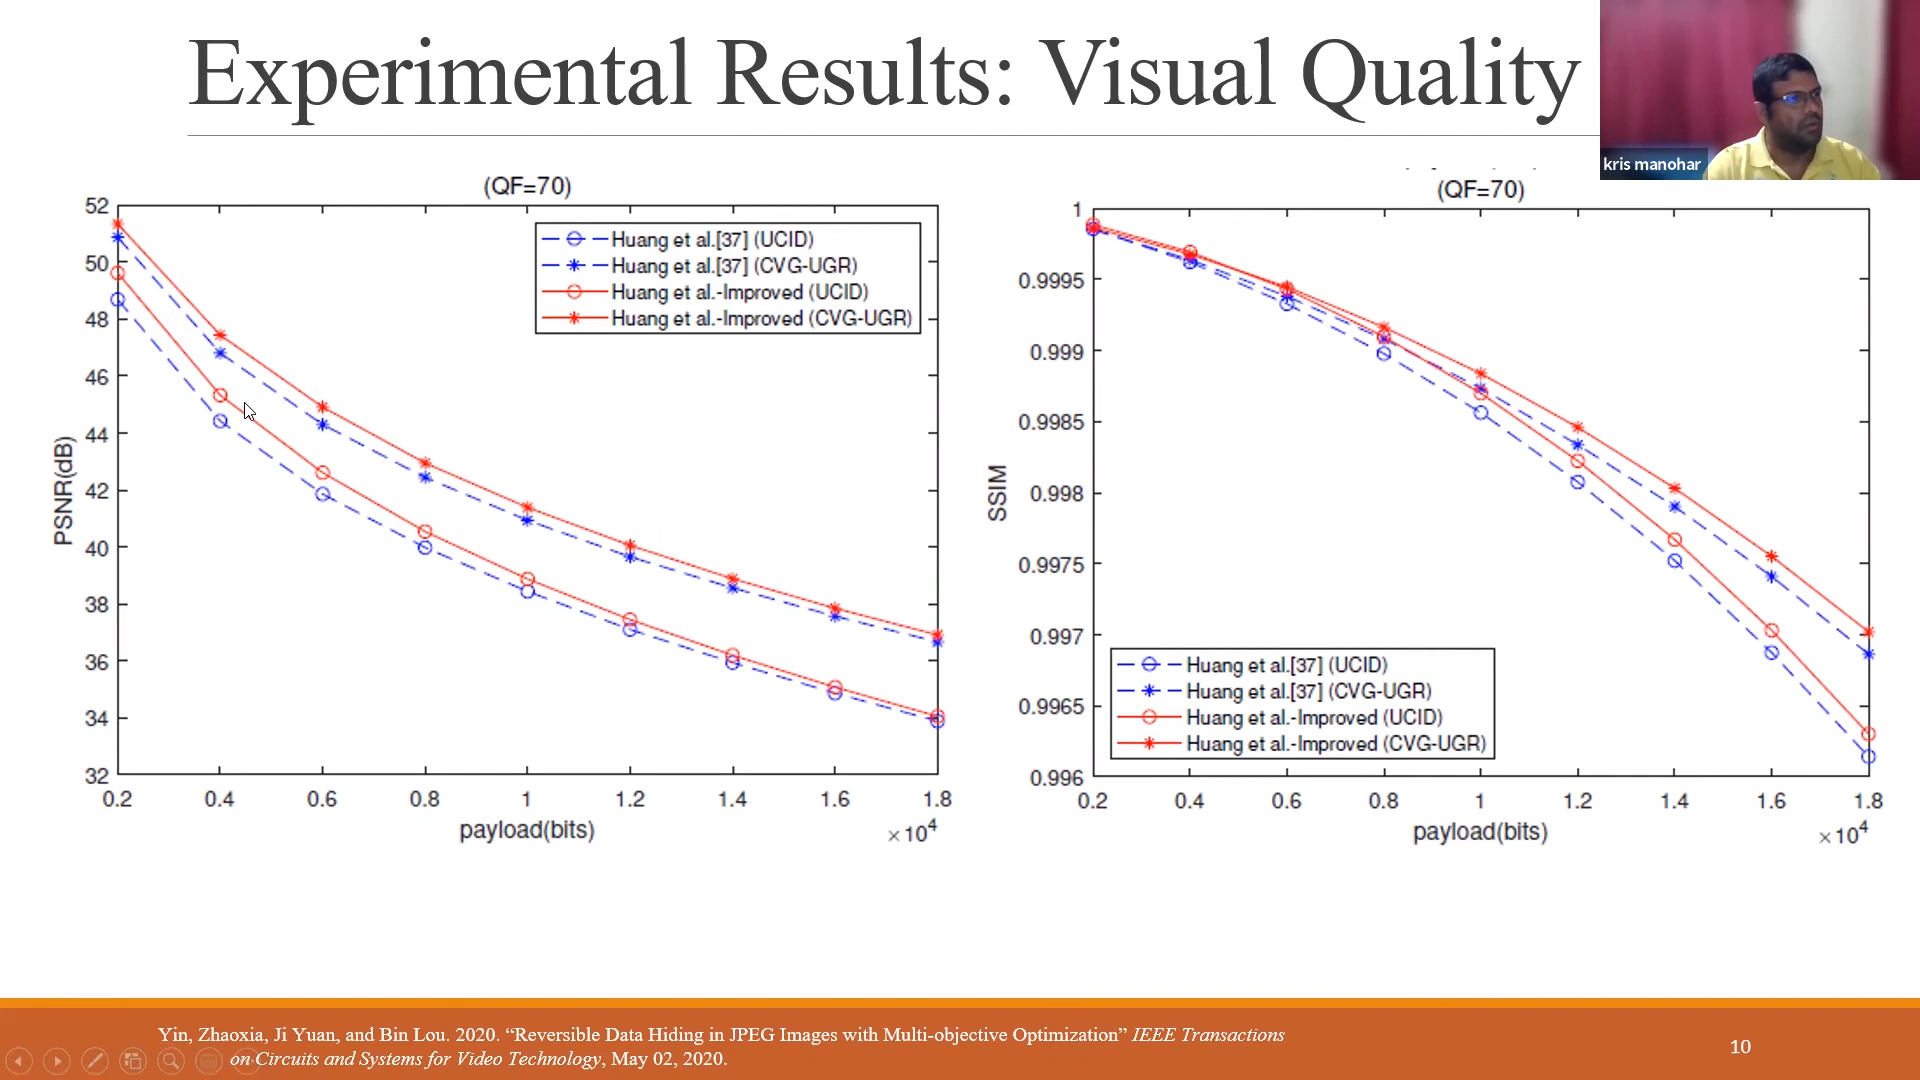 Experimental Results: Visual Quality
kris manohar
(QF=70)
52
50
48
46
44
42
40
38
36
34
32
PSNR(dB)
Huang et al.[37] (UCID)
Huang et al.[37] (CVG-UGR)
Huang et al.-Improved (UCID)
Huang et al.-Improved (CVG-UGR)
0.2 0.4 0.6 0.8 1 1.2 1.4 1.6 1.8
payload(bits)
×10⁴
(QF=70)
1
0.9995
0.999
0.9985
0.998
0.9975
0.997
0.9965
0.996
SSIM
Huang et al.[37] (UCID)
Huang et al.[37] (CVG-UGR)
Huang et al.-Improved (UCID)
Huang et al.-Improved (CVG-UGR)
0.2 0.4 0.6 0.8 1 1.2 1.4 1.6 1.8
payload(bits)
×10⁴
Yin, Zhaoxia, Ji Yuan, and Bin Lou. 2020. “Reversible Data Hiding in JPEG Images with Multi-objective Optimization” IEEE Transactions
on Circuits and Systems for Video Technology, May 02, 2020.
10